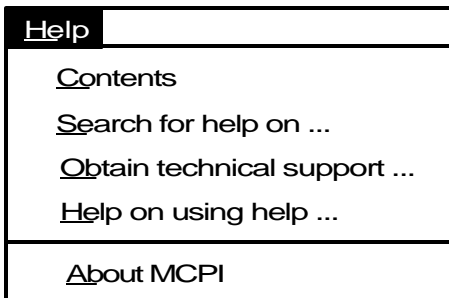 Help
Contents
Search for help on ...
Obtain technical support ...
Help on using help ...
About MCPI